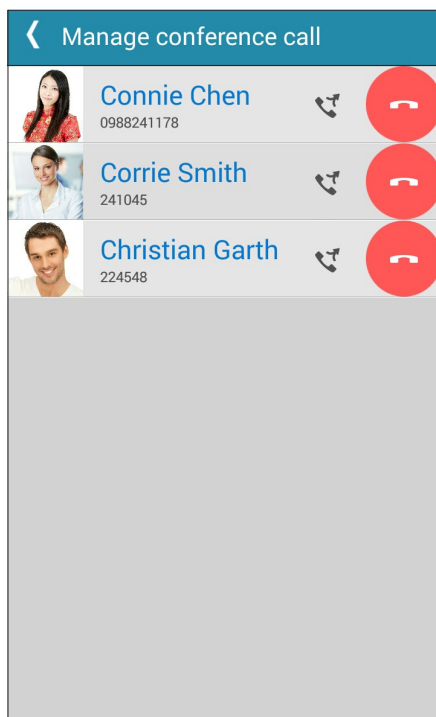 Manage conference call
Connie Chen
0988241178
Corrie Smith
241045
Christian Garth
224548